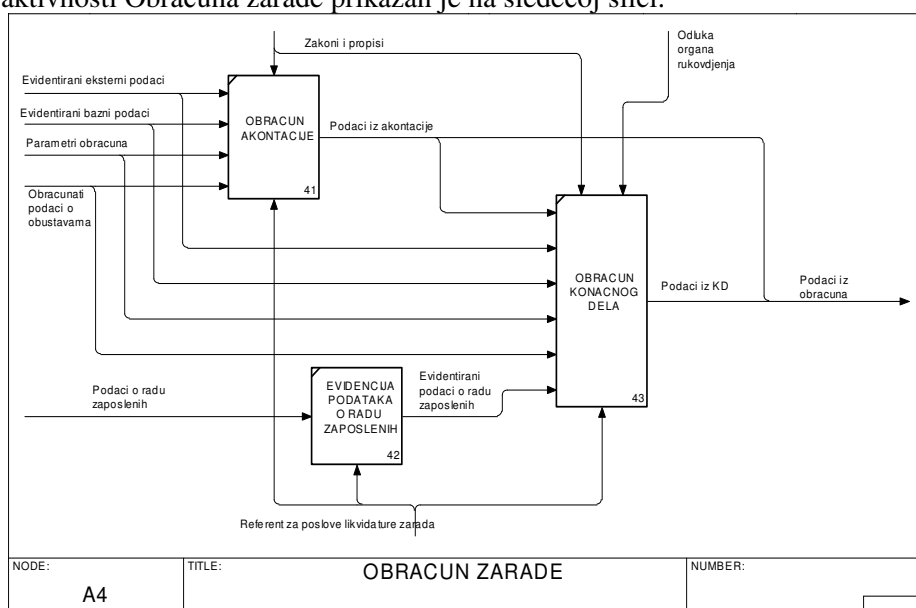 aktivnosti Obračuna zarade prikazan je na sledećoj slici.
Zakoni i propisi
Odluka
organa
rukovdjenja
Evidentirani eksterni podaci
Evidentirani bazni podaci
Parametri obracuna
Obracunati
podaci o
obustavama
OBRACUN
AKONTACIJE
41
Podaci iz akontacije
OBRACUN
KONACNOG
DELA
43
Podaci iz KD
Podaci iz
obracuna
Podaci o radu
zaposlenih
EVIDENCIJA
PODATAKA
O RADU
ZAPOSLENIH
42
Evidentirani
podaci o radu
zaposlenih
Referent za poslove likvidature zarada
NODE:
A4
TITLE:
OBRACUN ZARADE
NUMBER: